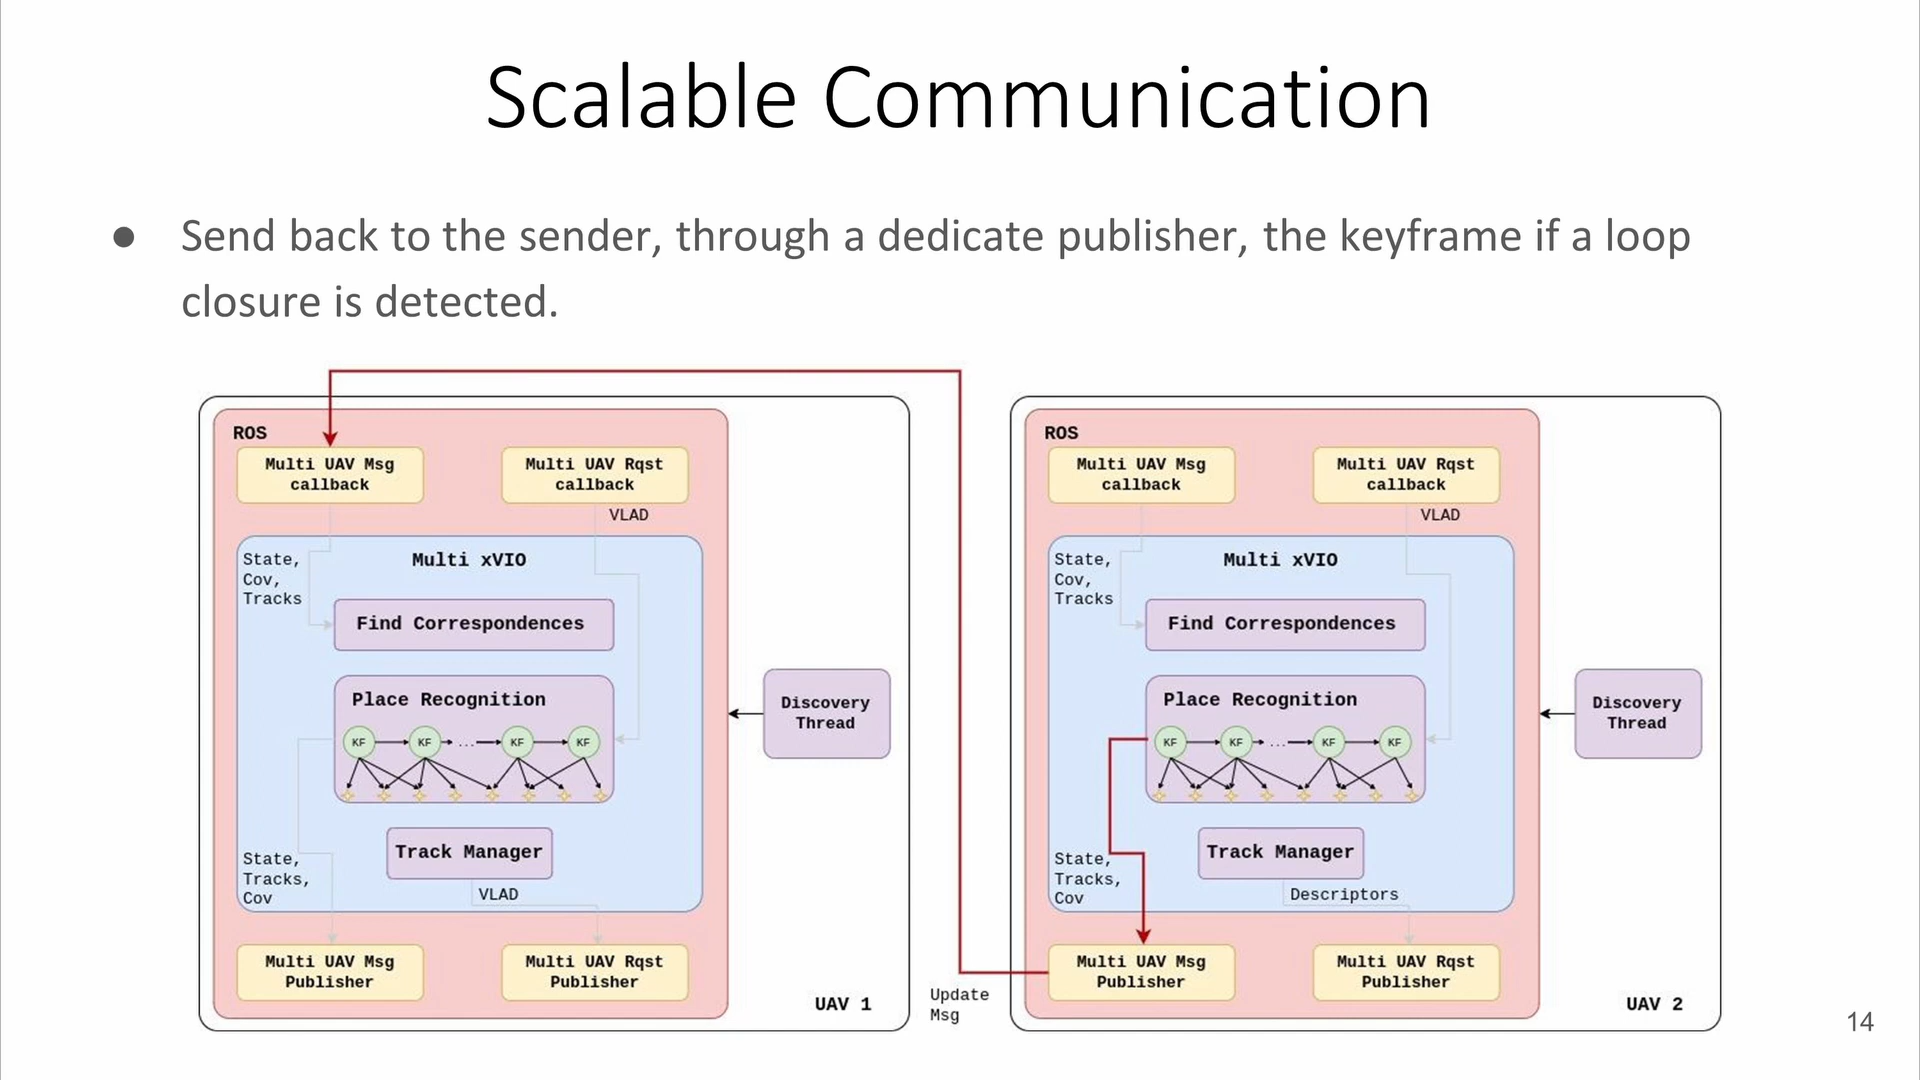 Scalable Communication
● Send back to the sender, through a dedicate publisher, the keyframe if a loop
closure is detected.
ROS
Multi UAV Msg
callback
Multi UAV Rqst
callback
VLAD
State,
Cov,
Tracks
Multi xVIO
Find Correspondences
Place Recognition
KF KF ... KF KF
Track Manager
State,
Tracks,
Cov
VLAD
Multi UAV Msg
Publisher
Multi UAV Rqst
Publisher
Discovery
Thread
UAV 1
Update
Msg
ROS
Multi UAV Msg
callback
Multi UAV Rqst
callback
VLAD
State,
Cov,
Tracks
Multi xVIO
Find Correspondences
Place Recognition
KF KF ... KF KF
Track Manager
State,
Tracks,
Cov
Descriptors
Multi UAV Msg
Publisher
Multi UAV Rqst
Publisher
Discovery
Thread
UAV 2
14